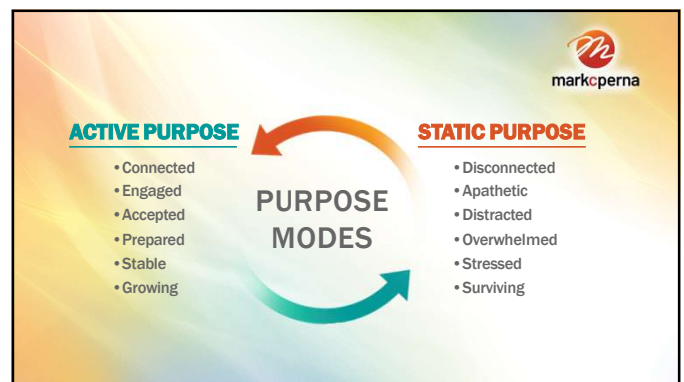 markcperna
ACTIVE PURPOSE
• Connected
• Engaged
• Accepted
• Prepared
• Stable
• Growing
PURPOSE
MODES
STATIC PURPOSE
• Disconnected
• Apathetic
• Distracted
• Overwhelmed
• Stressed
• Surviving